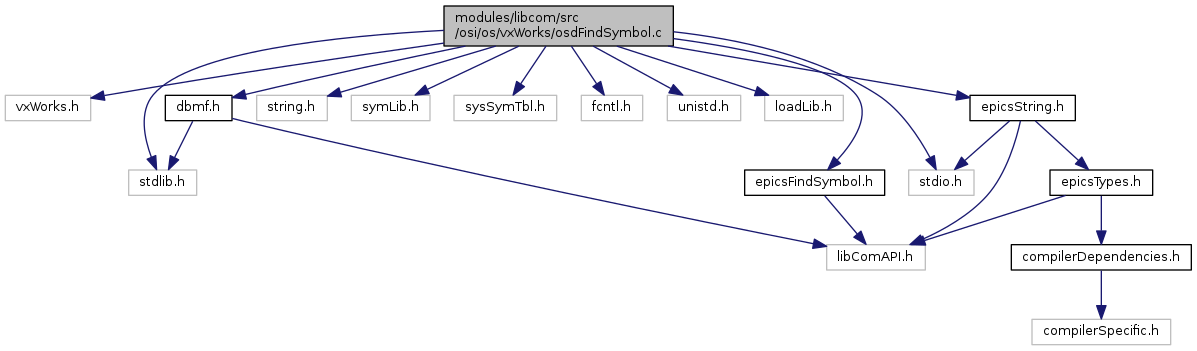 modules/libcom/src
/osi/os/vxWorks/osdFindSymbol.c
vxWorks.h
dbmf.h
string.h
symLib.h
sysSymTbl.h
fcntl.h
unistd.h
loadLib.h
epicsString.h
stdlib.h
epicsFindSymbol.h
stdio.h
epicsTypes.h
libComAPI.h
compilerDependencies.h
compilerSpecific.h